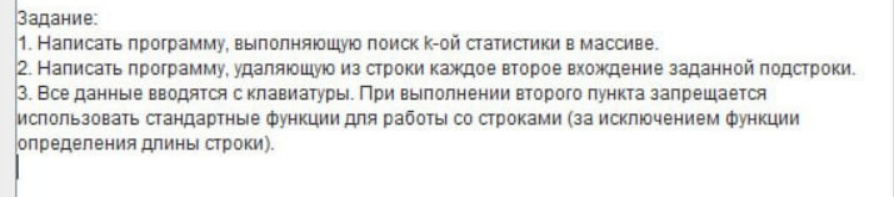 Задание:
1. Написать программу, выполняющую поиск k-ой статистики в массиве.
2. Написать программу, удаляющую из строки каждое второе вхождение заданной подстроки.
3. Все данные вводятся с клавиатуры. При выполнении второго пункта запрещается
использовать стандартные функции для работы со строками (за исключением функции
определения длины строки).